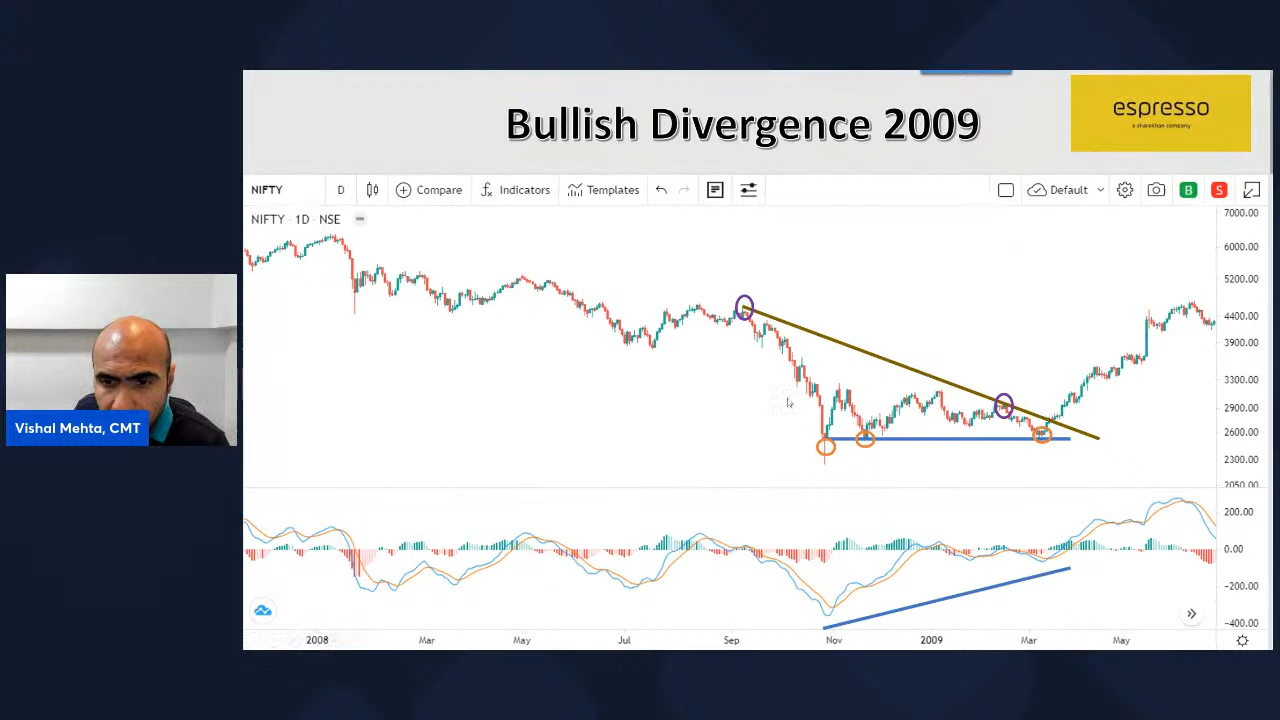 Bullish Divergence 2009
espresso
a sharekhan company
NIFTY D Compare Indicators Templates Default B S
NIFTY · 1D · NSE
7000.00
6000.00
5200.00
4400.00
3900.00
3300.00
2900.00
2600.00
2300.00
2050.00
Vishal Mehta, CMT
200.00
0.00
−200.00
−400.00
2008 Mar May Jul Sep Nov 2009 Mar May